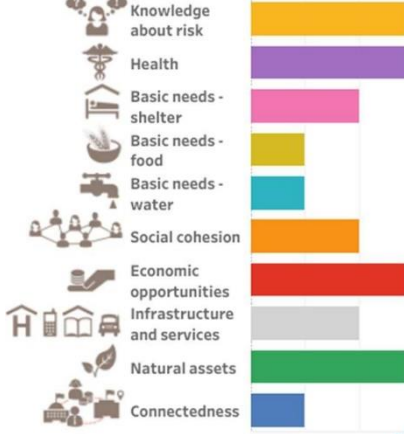 Knowledge
about risk
Health
Basic needs -
shelter
Basic needs -
food
Basic needs -
water
Social cohesion
Economic
opportunities
H
Infrastructure
and services
Natural assets
Connectedness